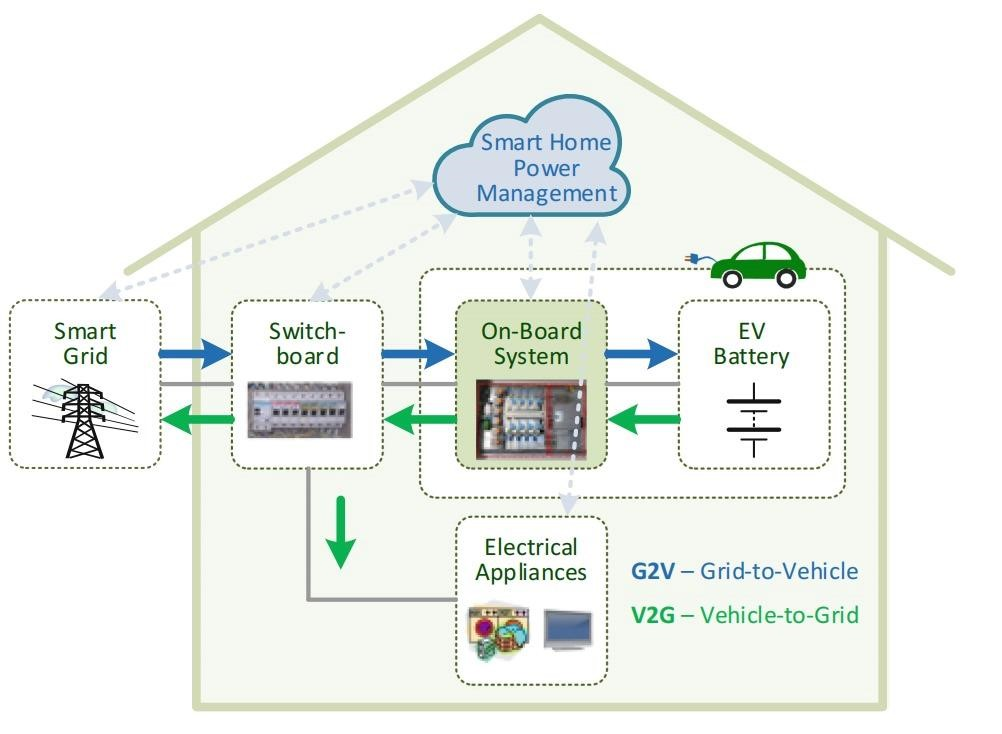 Smart Home
Power
Management
Smart
Grid
Switch-
board
On-Board
System
EV
Battery
Electrical
Appliances
G2V – Grid-to-Vehicle
V2G – Vehicle-to-Grid